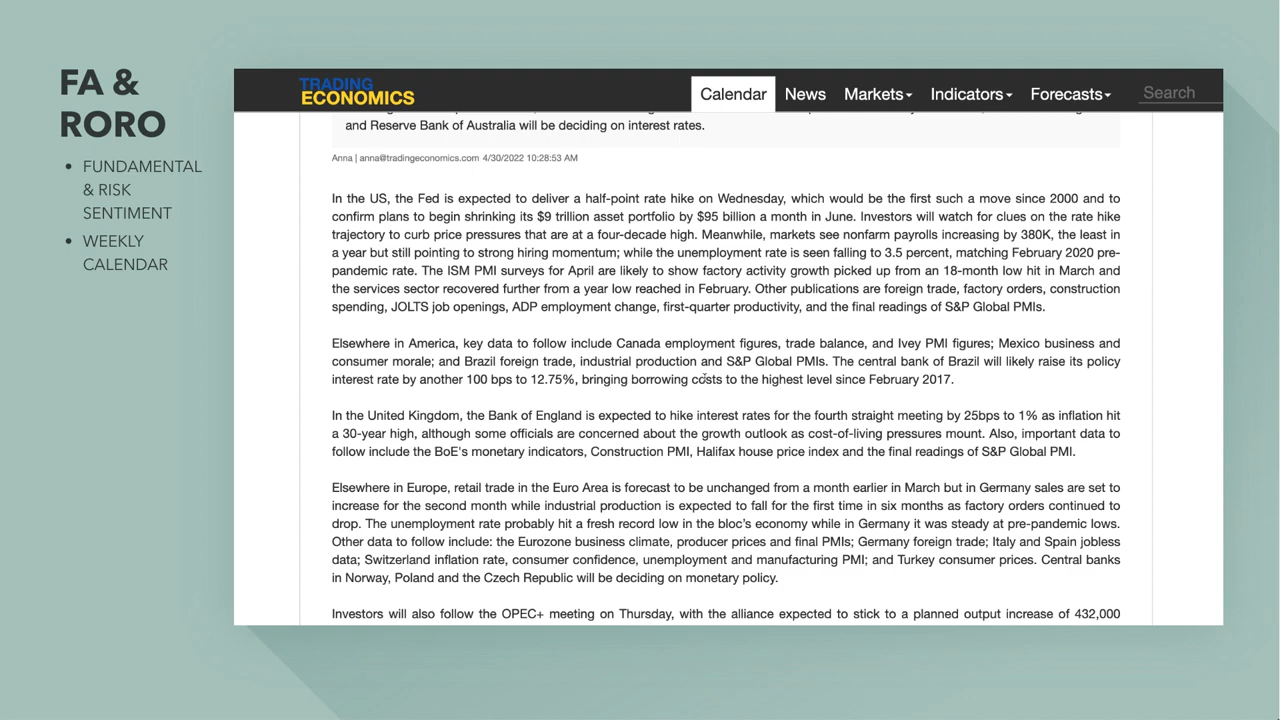 FA &
RORO
• FUNDAMENTAL
& RISK
SENTIMENT
• WEEKLY
CALENDAR
TRADING
ECONOMICS
Calendar News Markets Indicators Forecasts Search
and Reserve Bank of Australia will be deciding on interest rates.
Anna | anna@tradingeconomics.com 4/30/2022 10:28:53 AM
In the US, the Fed is expected to deliver a half-point rate hike on Wednesday, which would be the first such a move since 2000 and to
confirm plans to begin shrinking its $9 trillion asset portfolio by $95 billion a month in June. Investors will watch for clues on the rate hike
trajectory to curb price pressures that are at a four-decade high. Meanwhile, markets see nonfarm payrolls increasing by 380K, the least in
a year but still pointing to strong hiring momentum; while the unemployment rate is seen falling to 3.5 percent, matching February 2020 pre-
pandemic rate. The ISM PMI surveys for April are likely to show factory activity growth picked up from an 18-month low hit in March and
the services sector recovered further from a year low reached in February. Other publications are foreign trade, factory orders, construction
spending, JOLTS job openings, ADP employment change, first-quarter productivity, and the final readings of S&P Global PMIs.
Elsewhere in America, key data to follow include Canada employment figures, trade balance, and Ivey PMI figures; Mexico business and
consumer morale; and Brazil foreign trade, industrial production and S&P Global PMIs. The central bank of Brazil will likely raise its policy
interest rate by another 100 bps to 12.75%, bringing borrowing costs to the highest level since February 2017.
In the United Kingdom, the Bank of England is expected to hike interest rates for the fourth straight meeting by 25bps to 1% as inflation hit
a 30-year high, although some officials are concerned about the growth outlook as cost-of-living pressures mount. Also, important data to
follow include the BoE's monetary indicators, Construction PMI, Halifax house price index and the final readings of S&P Global PMI.
Elsewhere in Europe, retail trade in the Euro Area is forecast to be unchanged from a month earlier in March but in Germany sales are set to
increase for the second month while industrial production is expected to fall for the first time in six months as factory orders continued to
drop. The unemployment rate probably hit a fresh record low in the bloc's economy while in Germany it was steady at pre-pandemic lows.
Other data to follow include: the Eurozone business climate, producer prices and final PMIs; Germany foreign trade; Italy and Spain jobless
data; Switzerland inflation rate, consumer confidence, unemployment and manufacturing PMI; and Turkey consumer prices. Central banks
in Norway, Poland and the Czech Republic will be deciding on monetary policy.
Investors will also follow the OPEC+ meeting on Thursday, with the alliance expected to stick to a planned output increase of 432,000